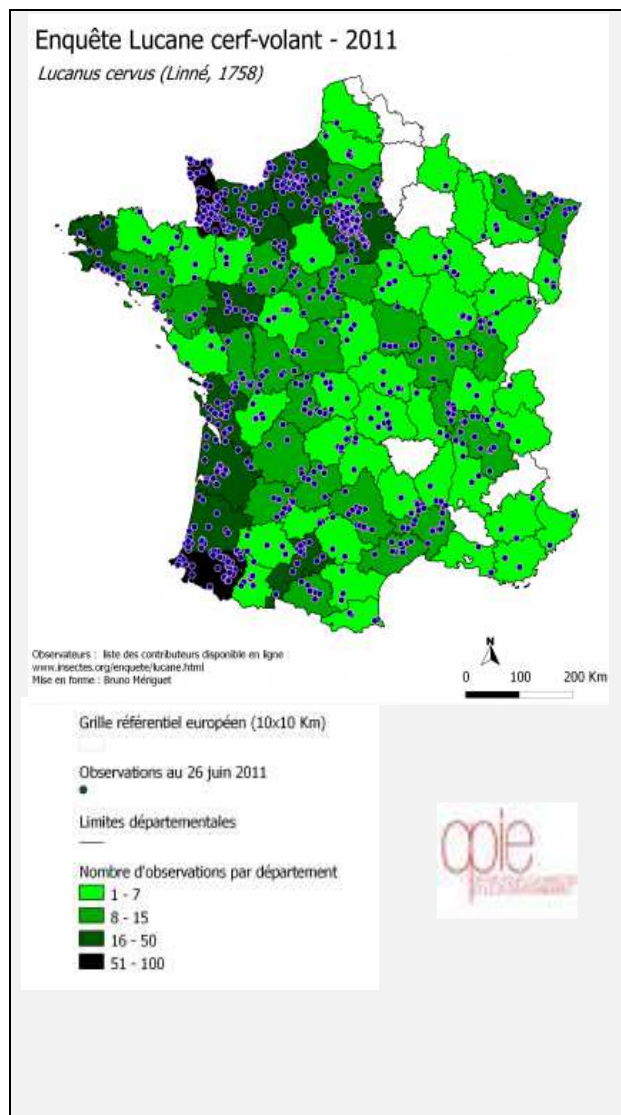 Enquête Lucane cerf-volant - 2011
Lucanus cervus (Linné, 1758)
Observateurs : liste des contributeurs disponible en ligne :
www.insectes.org/enquete/lucane.html
Mise en forme : Bruno Mériguet
N
0 100 200 Km
Grille référentiel européen (10x10 Km)
Observations au 26 juin 2011
Limites départementales
Nombre d'observations par département
1 - 7
8 - 15
16 - 50
51 - 100
opie